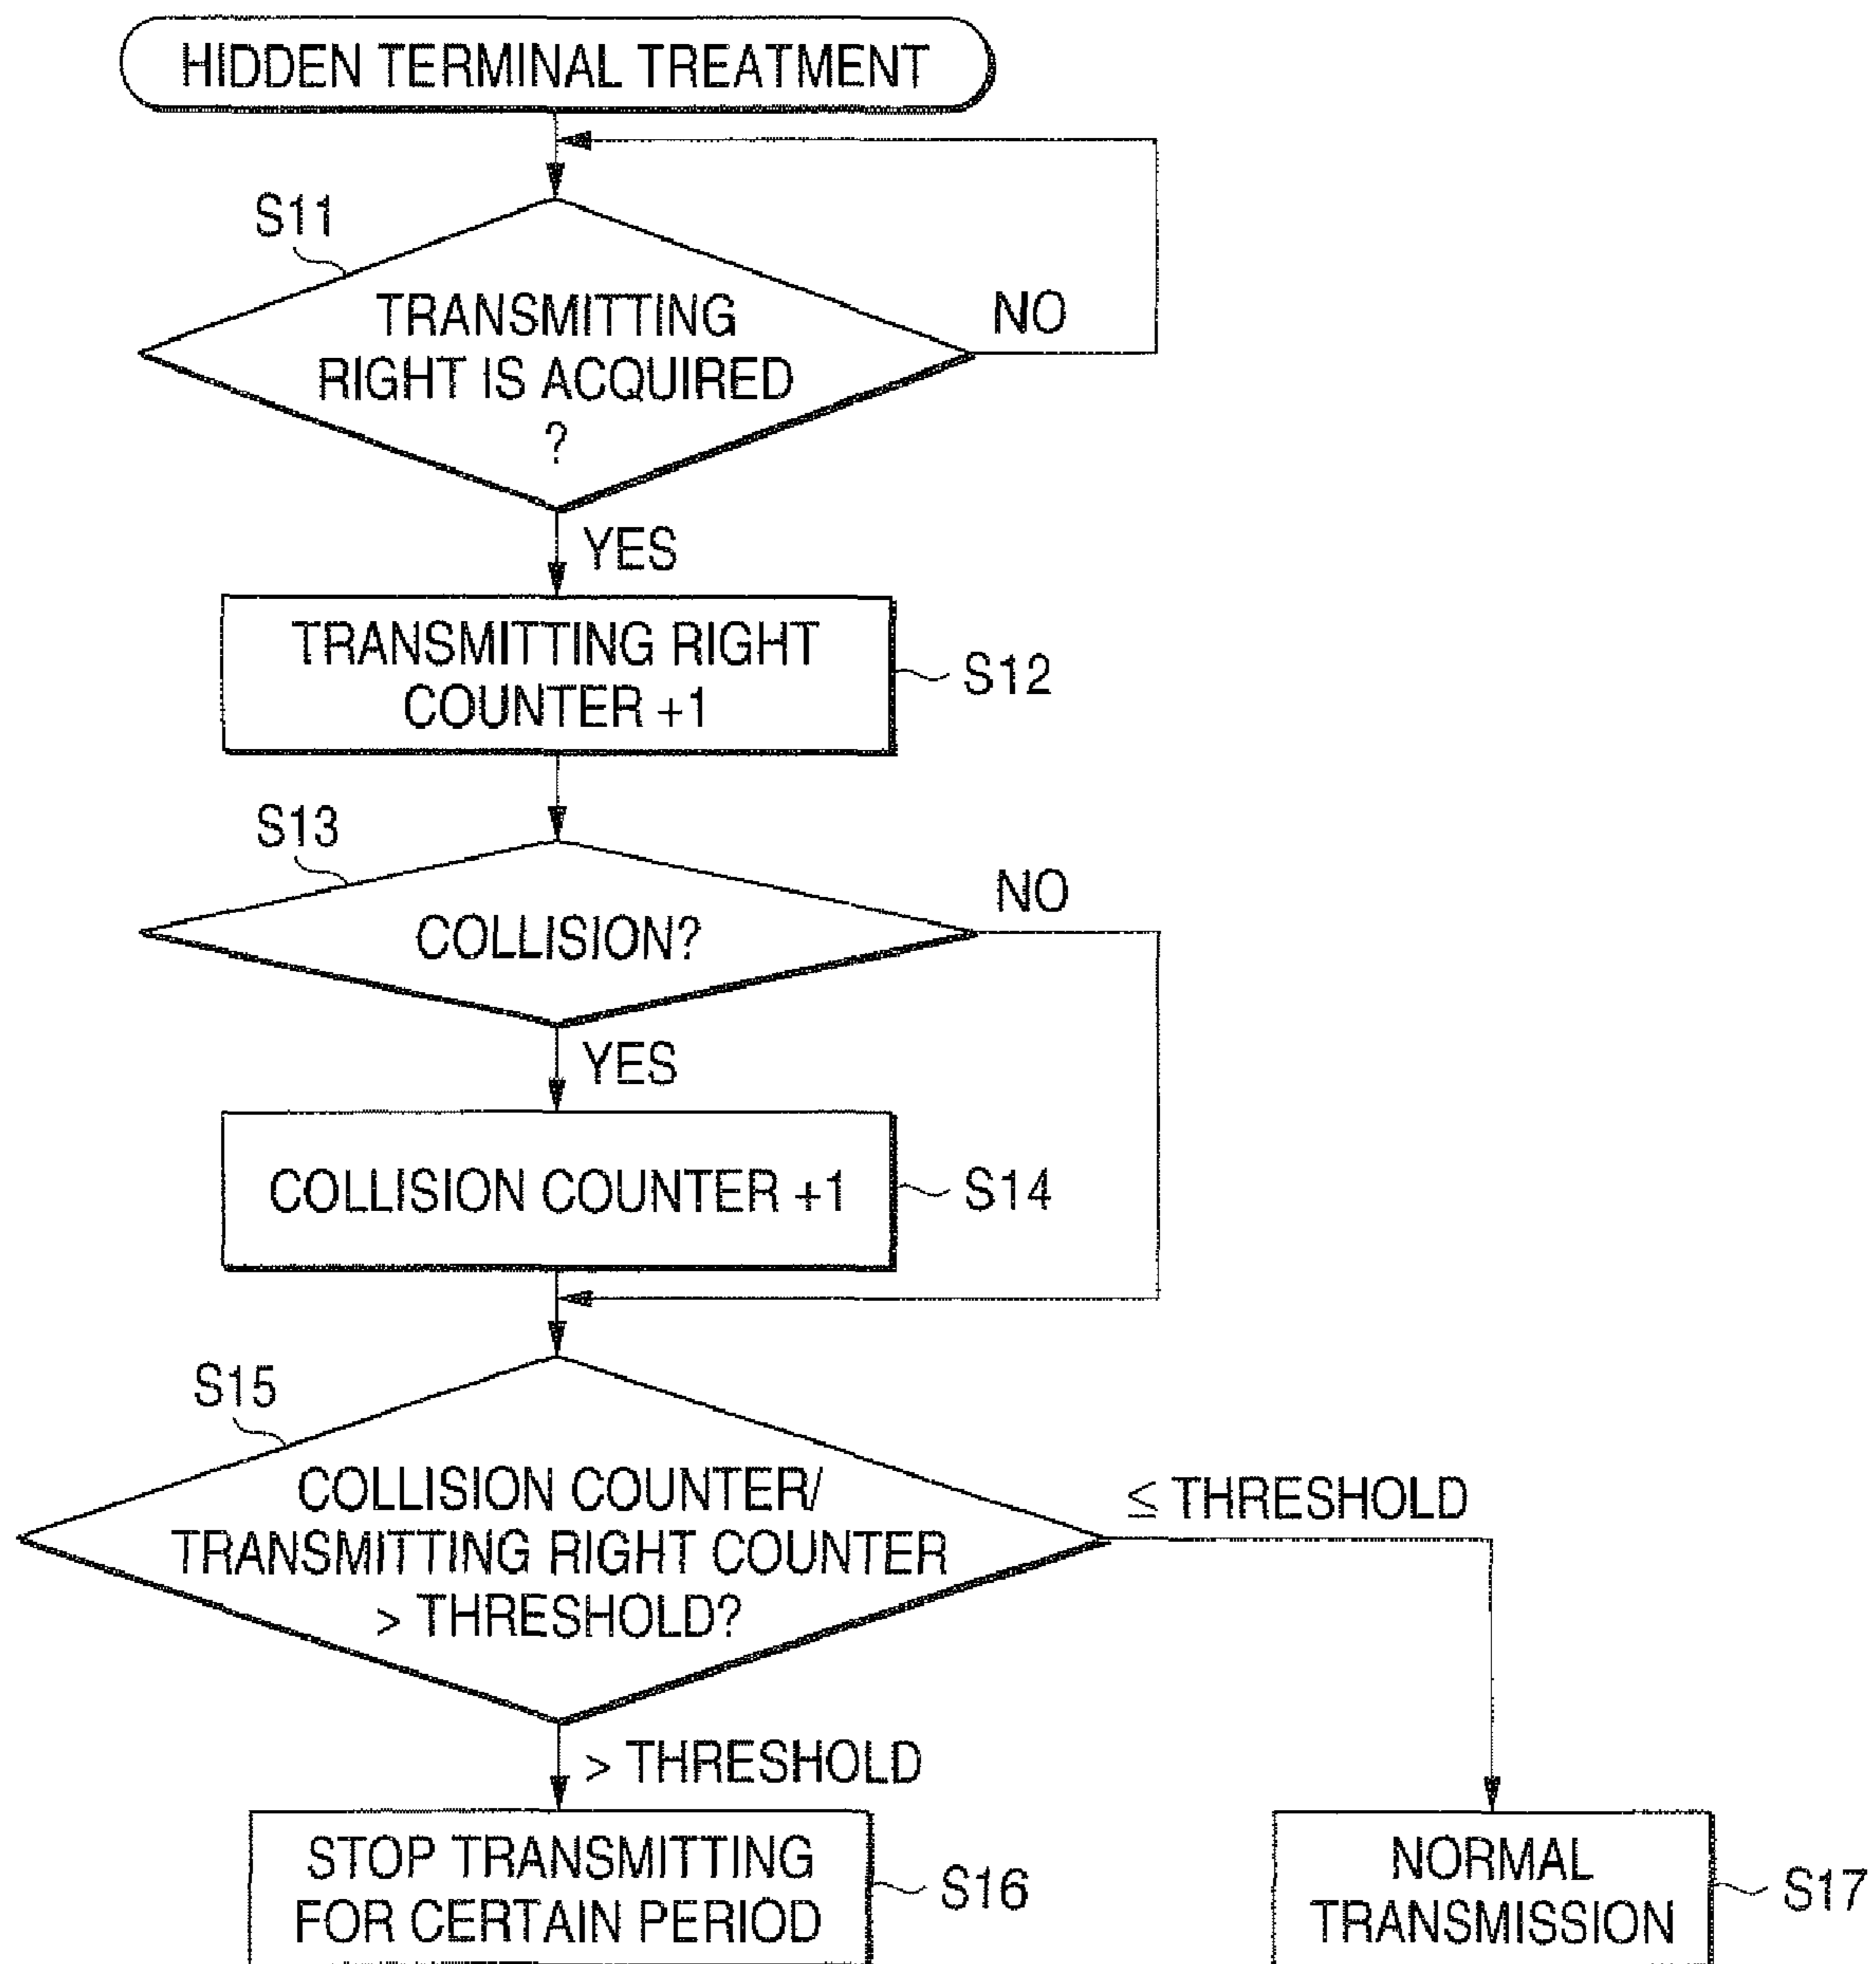 HIDDEN TERMINAL TREATMENT
S11
TRANSMITTING
RIGHT IS ACQUIRED
?
NO
YES
TRANSMITTING RIGHT
COUNTER +1
S12
S13
COLLISION?
NO
YES
COLLISION COUNTER +1
S14
S15
COLLISION COUNTER/
TRANSMITTING RIGHT COUNTER
> THRESHOLD?
≤ THRESHOLD
> THRESHOLD
STOP TRANSMITTING
FOR CERTAIN PERIOD
S16
NORMAL
TRANSMISSION
S17